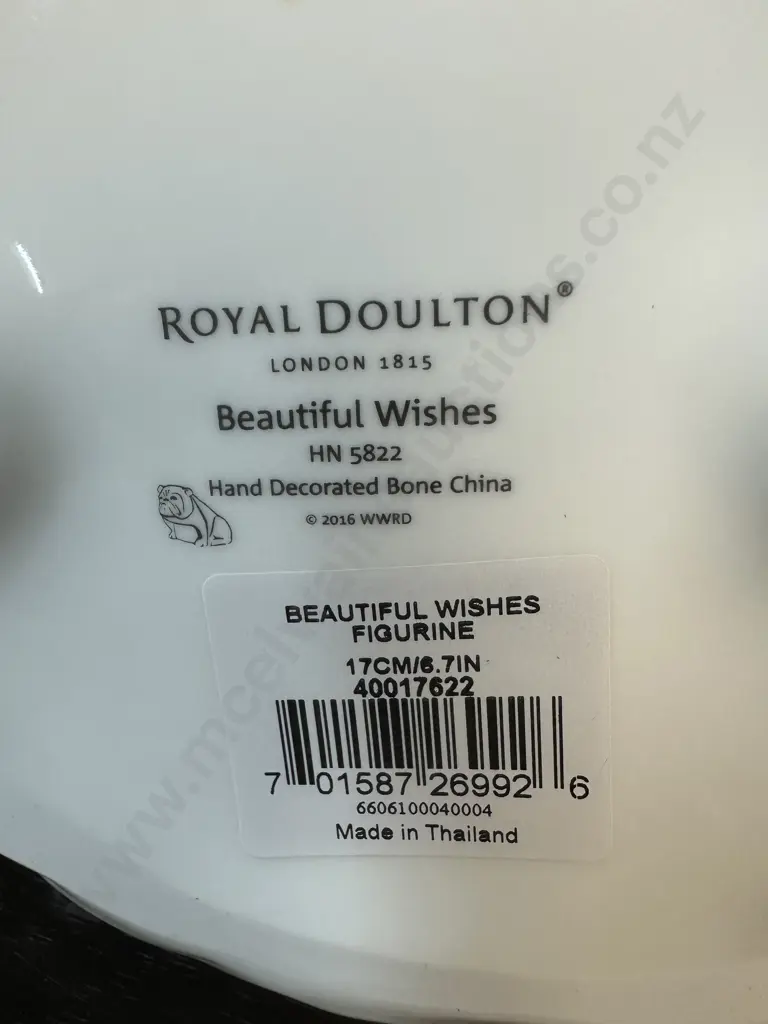 ROYAL DOULTON®
LONDON 1815
Beautiful Wishes
HN 5822
Hand Decorated Bone China
© 2016 WWRD
BEAUTIFUL WISHES
FIGURINE
17CM/6.7IN
40017622
7 01587 26992 6
6606100040004
Made in Thailand